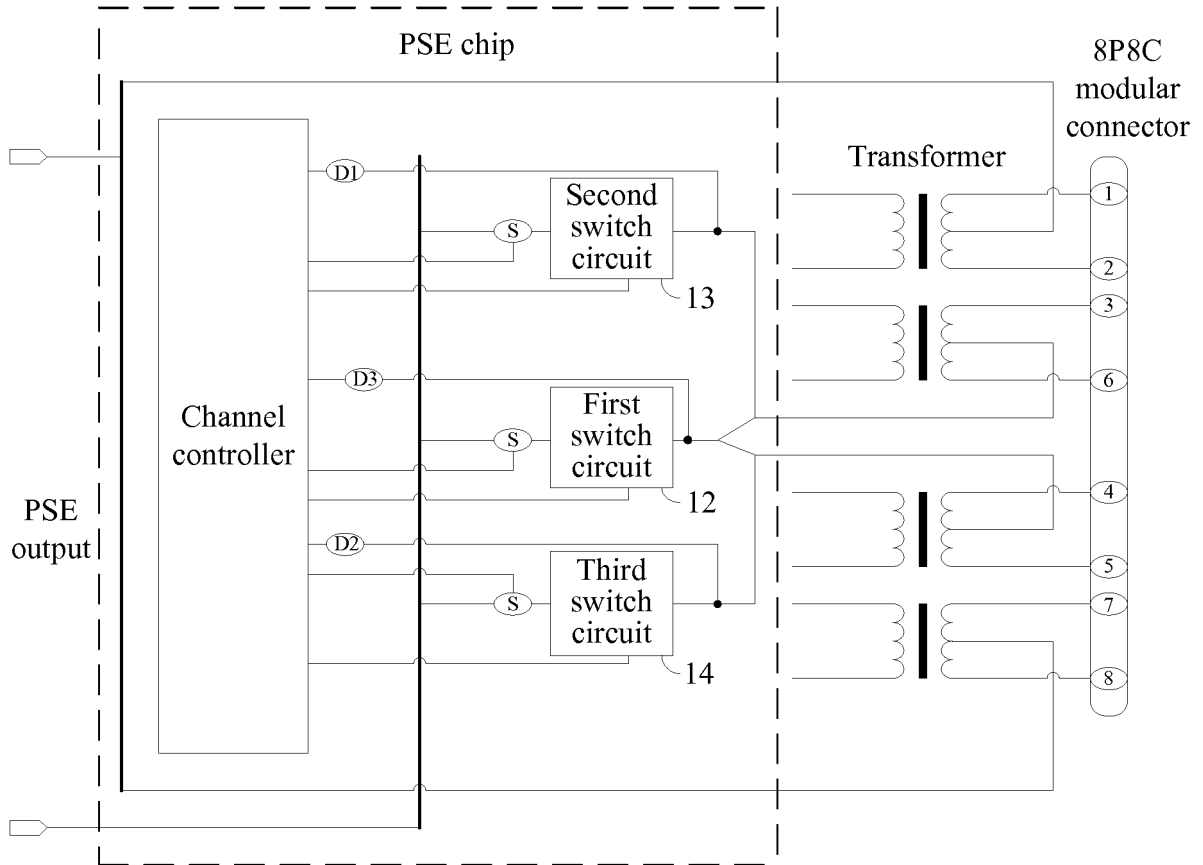 PSE chip
8P8C
modular
connector
Transformer
D1
Second
switch
circuit
S
13
1
2
3
6
D3
First
switch
circuit
S
12
Channel
controller
PSE
output
D2
Third
switch
circuit
S
14
4
5
7
8